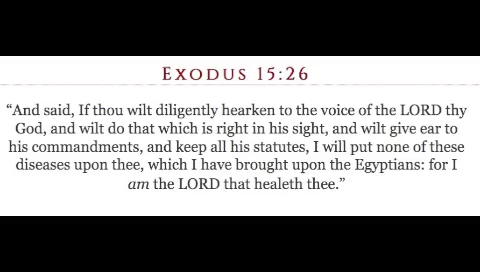 EXODUS 15:26
“And said, If thou wilt diligently hearken to the voice of the LORD thy
God, and wilt do that which is right in his sight, and wilt give ear to
his commandments, and keep all his statutes, I will put none of these
diseases upon thee, which I have brought upon the Egyptians: for I
am the LORD that healeth thee.”